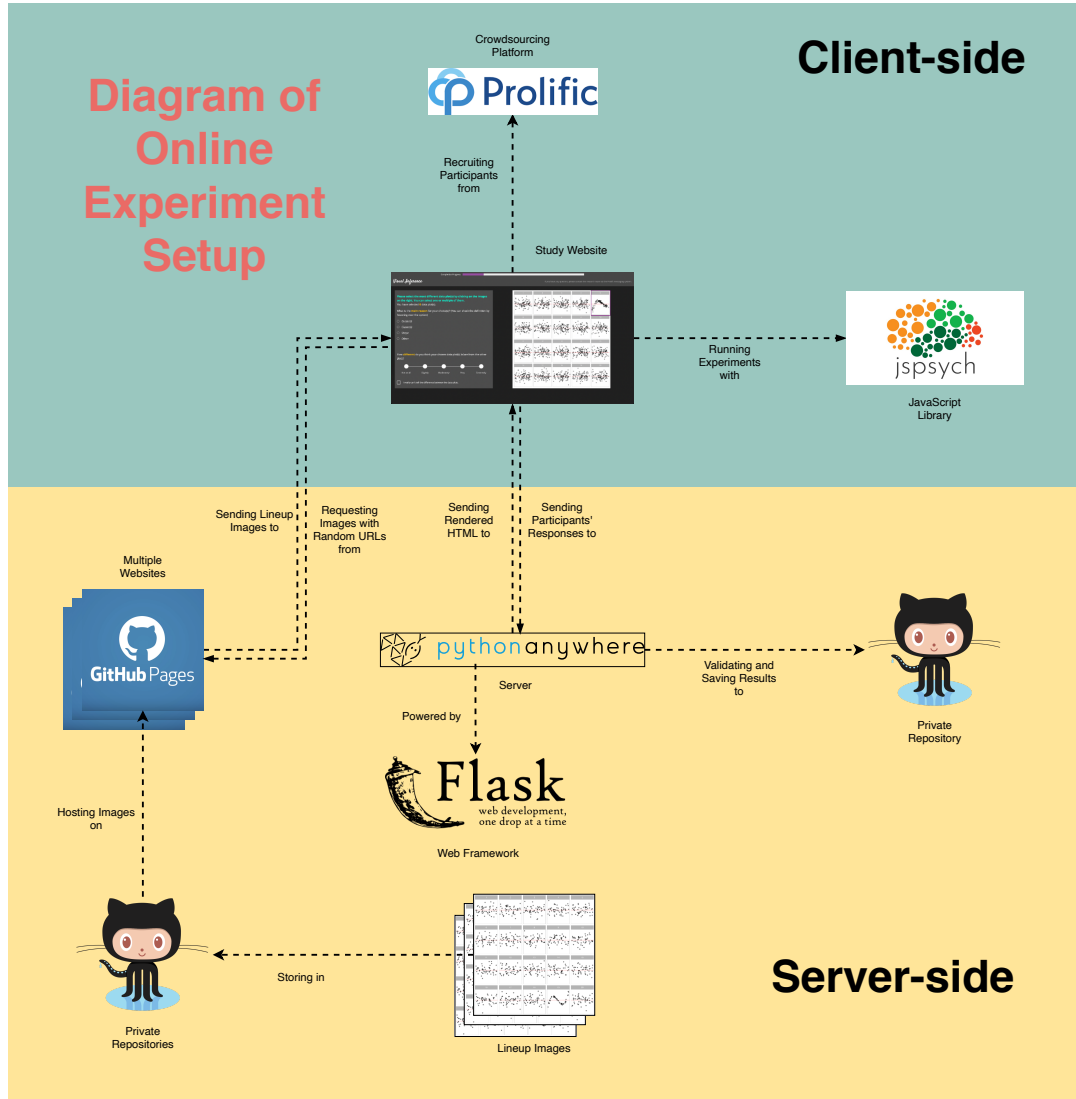 Client-side
Diagram of
Online
Experiment
Setup
Crowdsourcing
Platform
Prolific
Recruiting
Participants
from
Study Website
Visual Inference
Running
Experiments
with
jspsych
JavaScript
Library
Sending Lineup
Images to
Requesting
Images with
Random URLs
from
Sending
Rendered
HTML to
Sending
Participants'
Responses to
Multiple
Websites
GitHub Pages
pythonanywhere
Server
Validating and
Saving Results
to
Private
Repository
Powered by
Flask
web development,
one drop at a time
Web Framework
Hosting Images
on
Storing in
Private
Repositories
Lineup Images
Server-side